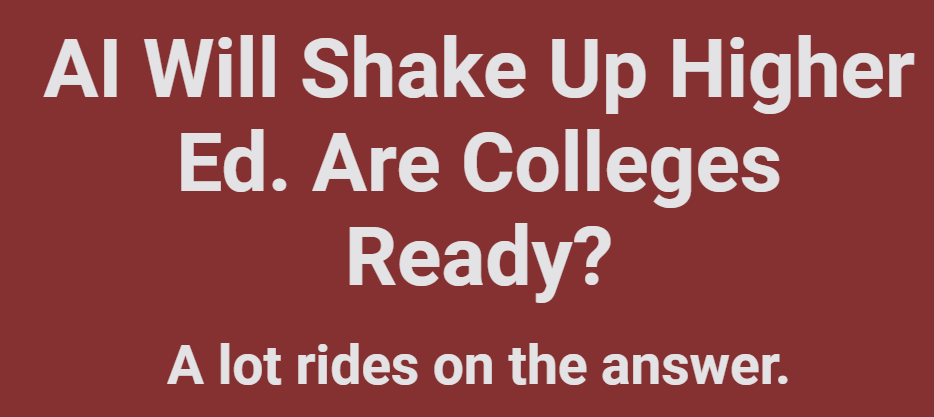 AI Will Shake Up Higher
Ed. Are Colleges
Ready?
A lot rides on the answer.